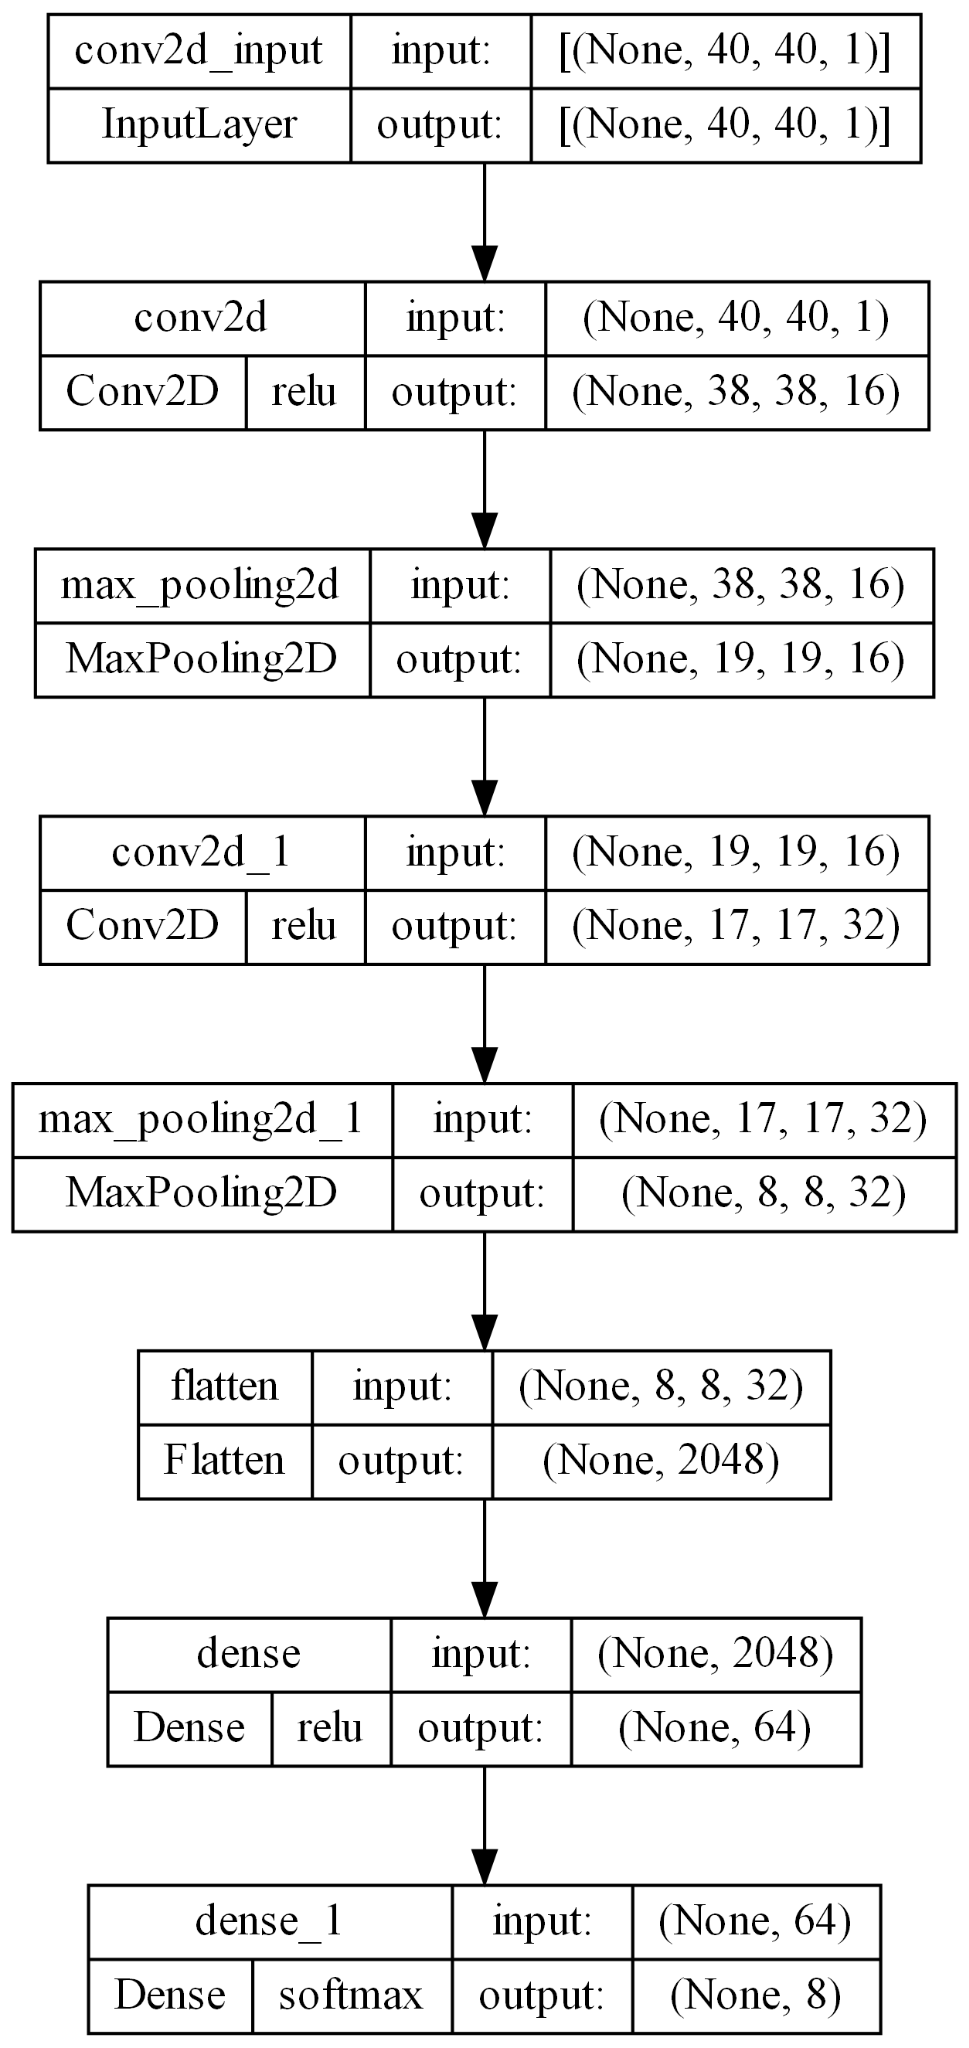 conv2d_input input: [(None, 40, 40, 1)]
InputLayer output: [(None, 40, 40, 1)]
conv2d input: (None, 40, 40, 1)
Conv2D relu output: (None, 38, 38, 16)
max_pooling2d input: (None, 38, 38, 16)
MaxPooling2D output: (None, 19, 19, 16)
conv2d_1 input: (None, 19, 19, 16)
Conv2D relu output: (None, 17, 17, 32)
max_pooling2d_1 input: (None, 17, 17, 32)
MaxPooling2D output: (None, 8, 8, 32)
flatten input: (None, 8, 8, 32)
Flatten output: (None, 2048)
dense input: (None, 2048)
Dense relu output: (None, 64)
dense_1 input: (None, 64)
Dense softmax output: (None, 8)